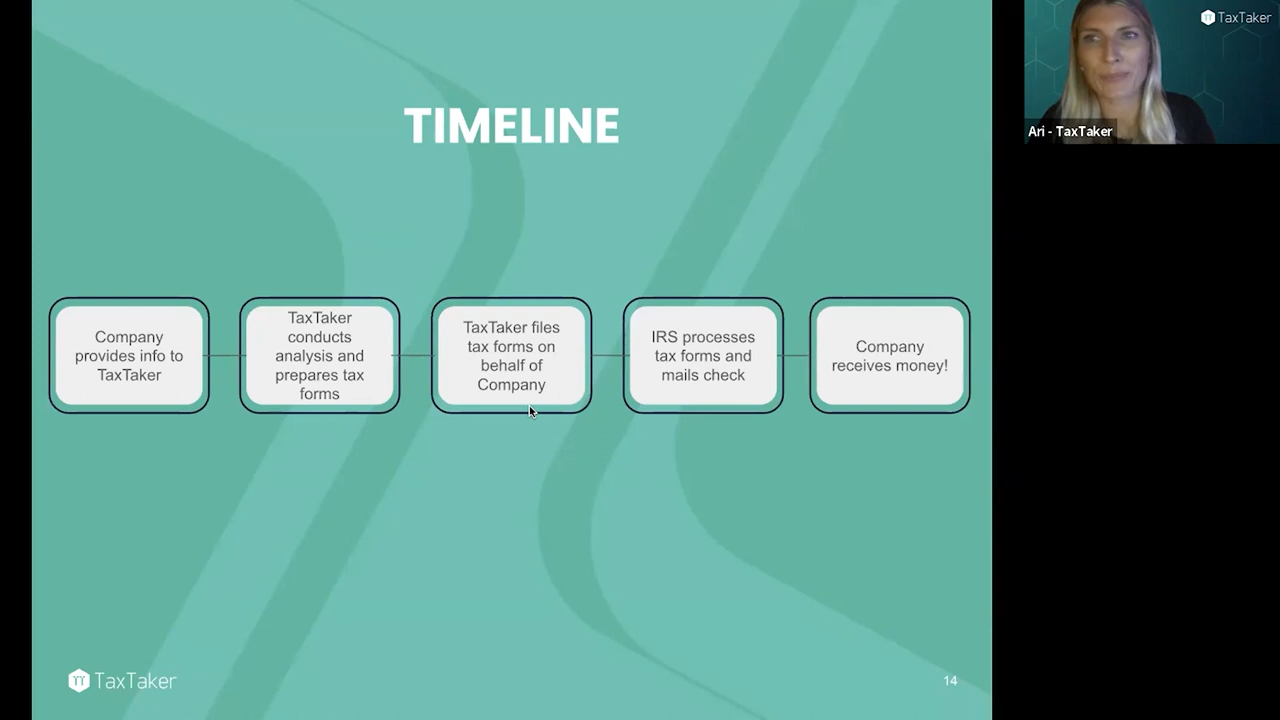 TIMELINE
Company
provides info to
TaxTaker
TaxTaker
conducts
analysis and
prepares tax
forms
TaxTaker files
tax forms on
behalf of
Company
IRS processes
tax forms and
mails check
Company
receives money!
TaxTaker
14
TaxTaker
Ari - TaxTaker